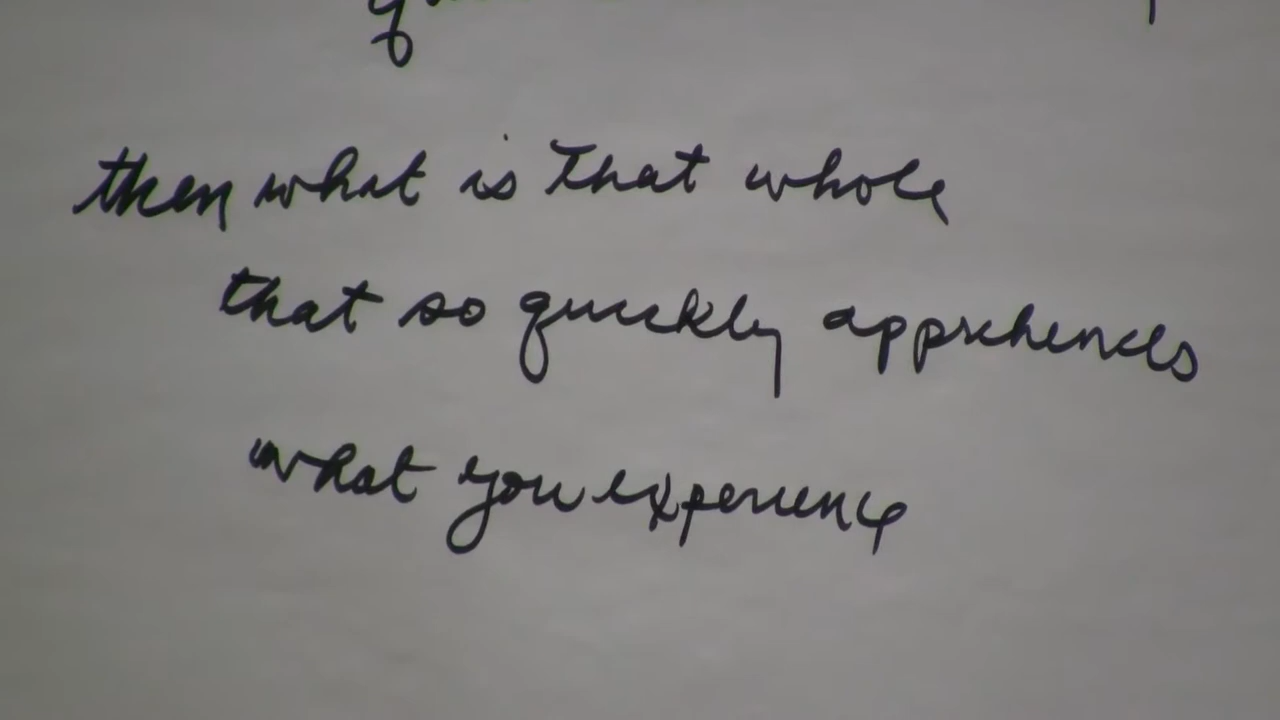 then what is that whole
that so quickly apprehends
what you experience